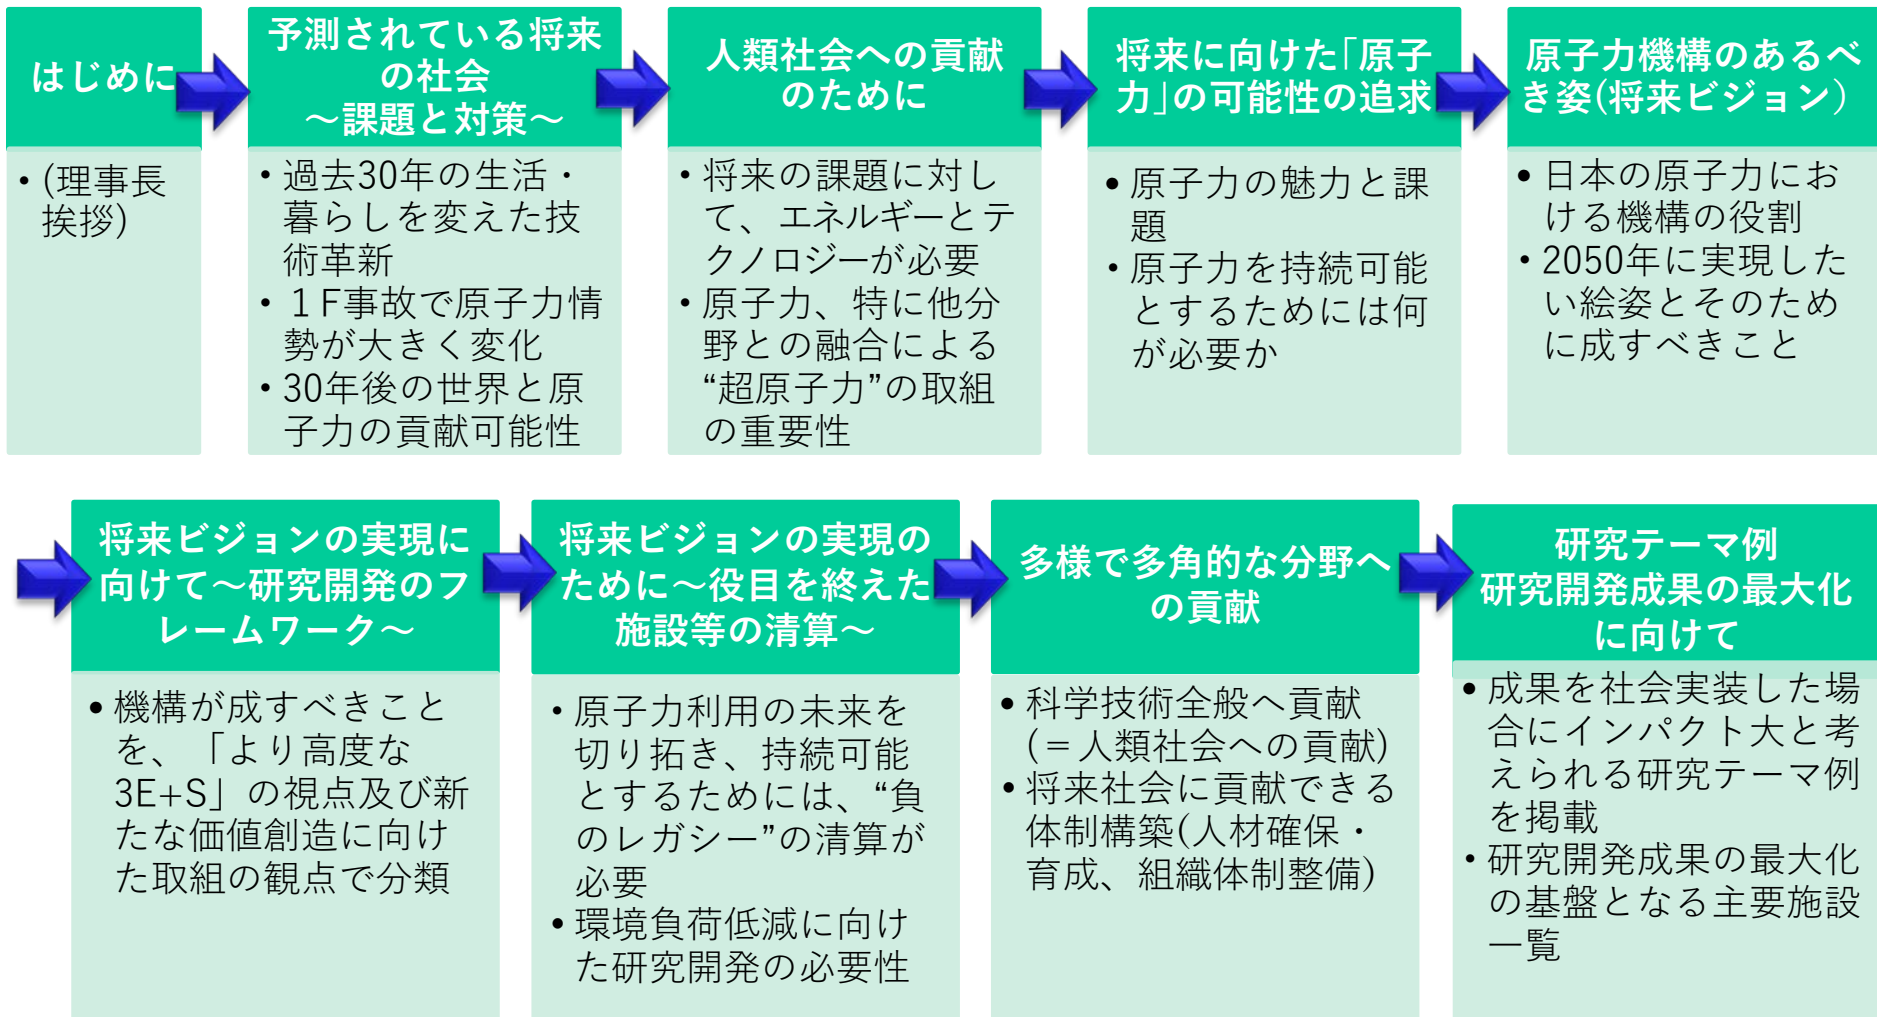 はじめに
・(理事長
挨拶)
予測されている将来
の社会
～課題と対策～
・過去30年の生活・
暮らしを変えた技
術革新
・１F事故で原子力情
勢が大きく変化
・30年後の世界と原
子力の貢献可能性
人類社会への貢献
のために
・将来の課題に対し
て、エネルギーとテ
クノロジーが必要
・原子力、特に他分
野との融合による
“超原子力”の取組
の重要性
将来に向けた｢原子
力｣の可能性の追求
•原子力の魅力と課
題
・原子力を持続可能
とするためには何
が必要か
原子力機構のあるべ
き姿(将来ビジョン）
•日本の原子力にお
ける機構の役割
・2050年に実現した
い絵姿とそのため
に成すべきこと
将来ビジョンの実現に
向けて～研究開発のフ
レームワーク～
•機構が成すべきこと
を、「より高度な
3E+S」の視点及び新
たな価値創造に向け
た取組の観点で分類
将来ビジョンの実現の
ために～役目を終えた
施設等の清算～
・原子力利用の未来を
切り拓き、持続可能
とするためには、“負
のレガシー”の清算が
必要
•環境負荷低減に向け
た研究開発の必要性
多様で多角的な分野へ
の貢献
•科学技術全般へ貢献
(＝人類社会への貢献)
•将来社会に貢献できる
体制構築(人材確保・
育成、組織体制整備)
研究テーマ例
研究開発成果の最大化
に向けて
•成果を社会実装した場
合にインパクト大と考
えられる研究テーマ例
を掲載
・研究開発成果の最大化
の基盤となる主要施設
一覧